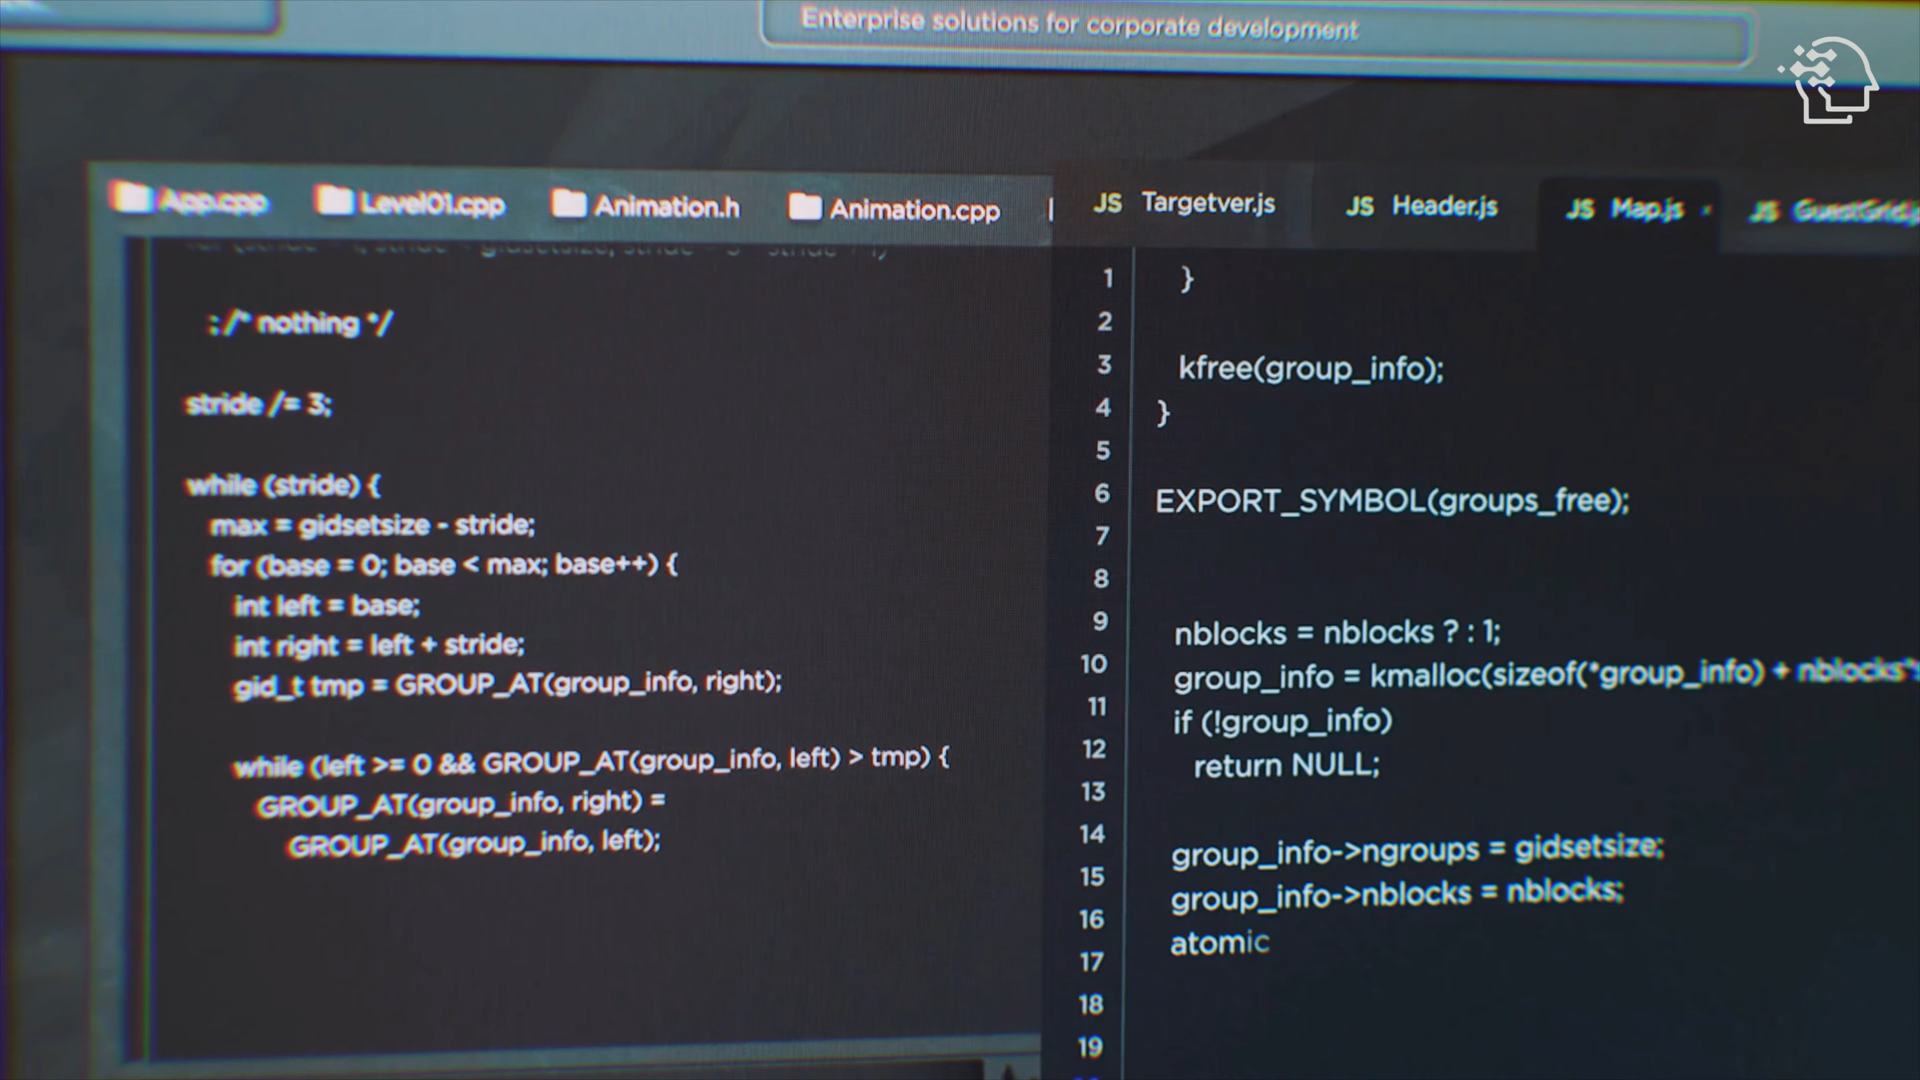 Enterprise solutions for corporate development
App.cpp
Level01.cpp
Animation.h
Animation.cpp
: /* nothing */
stride /= 3;
while (stride) {
max = gidsetsize - stride;
for (base = 0; base < max; base++) {
int left = base;
int right = left + stride;
gid_t tmp = GROUP_AT(group_info, right);
while (left >= 0 && GROUP_AT(group_info, left) > tmp) {
GROUP_AT(group_info, right) =
GROUP_AT(group_info, left);
JS Targetver.js
JS Header.js
JS Map.js
JS
1 }
2
3 kfree(group_info);
4 }
5
6 EXPORT_SYMBOL(groups_free);
7
8
9 nblocks = nblocks ? : 1;
10 group_info = kmalloc(sizeof(*group_info) + nblocks*
11 if (!group_info)
12 return NULL;
13
14 group_info->ngroups = gidsetsize;
15 group_info->nblocks = nblocks;
16 atomic
17
18
19